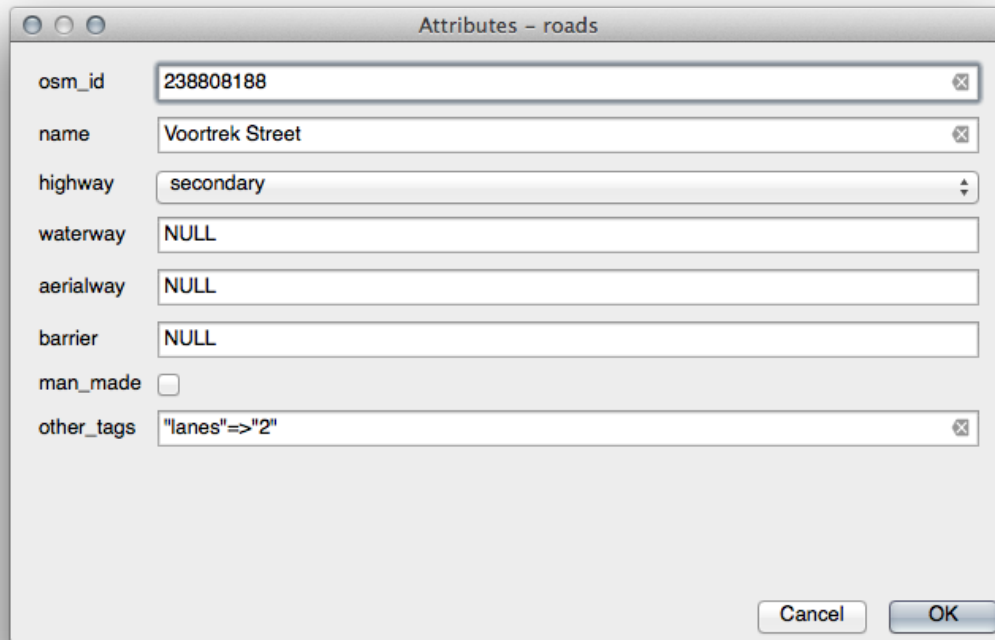 Attributes – roads
osm_id 238808188
name Voortrek Street
highway secondary
waterway NULL
aerialway NULL
barrier NULL
man_made
other_tags "lanes"=>"2"
Cancel OK